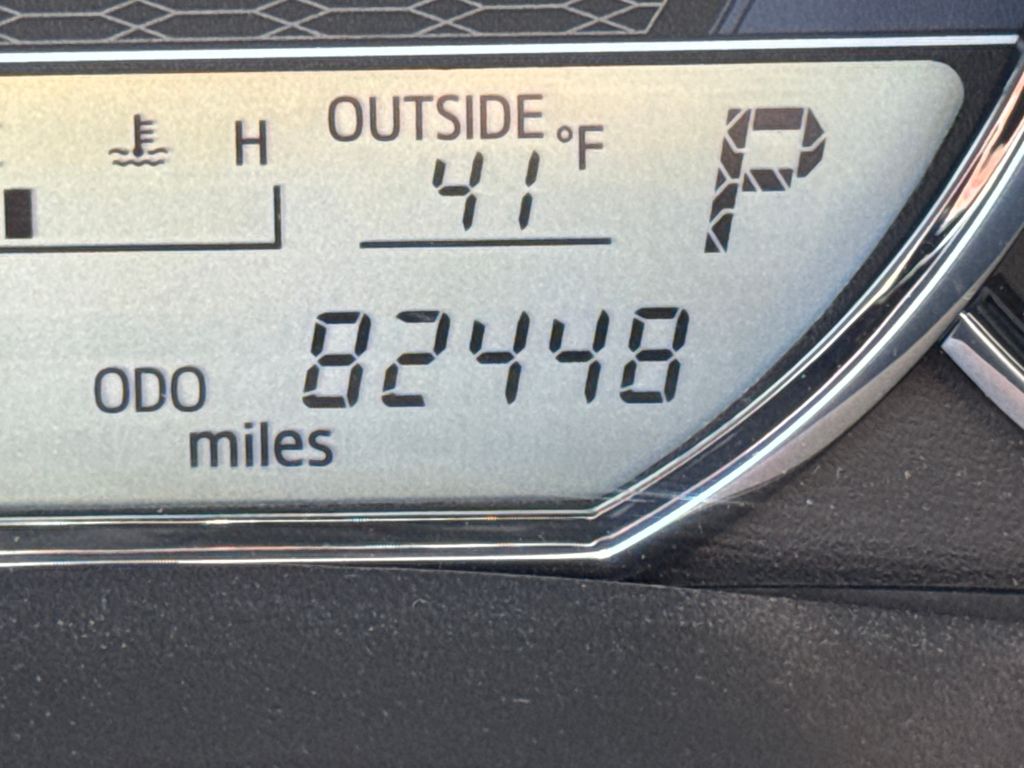 H
OUTSIDE °F
41
P
ODO 82448
miles